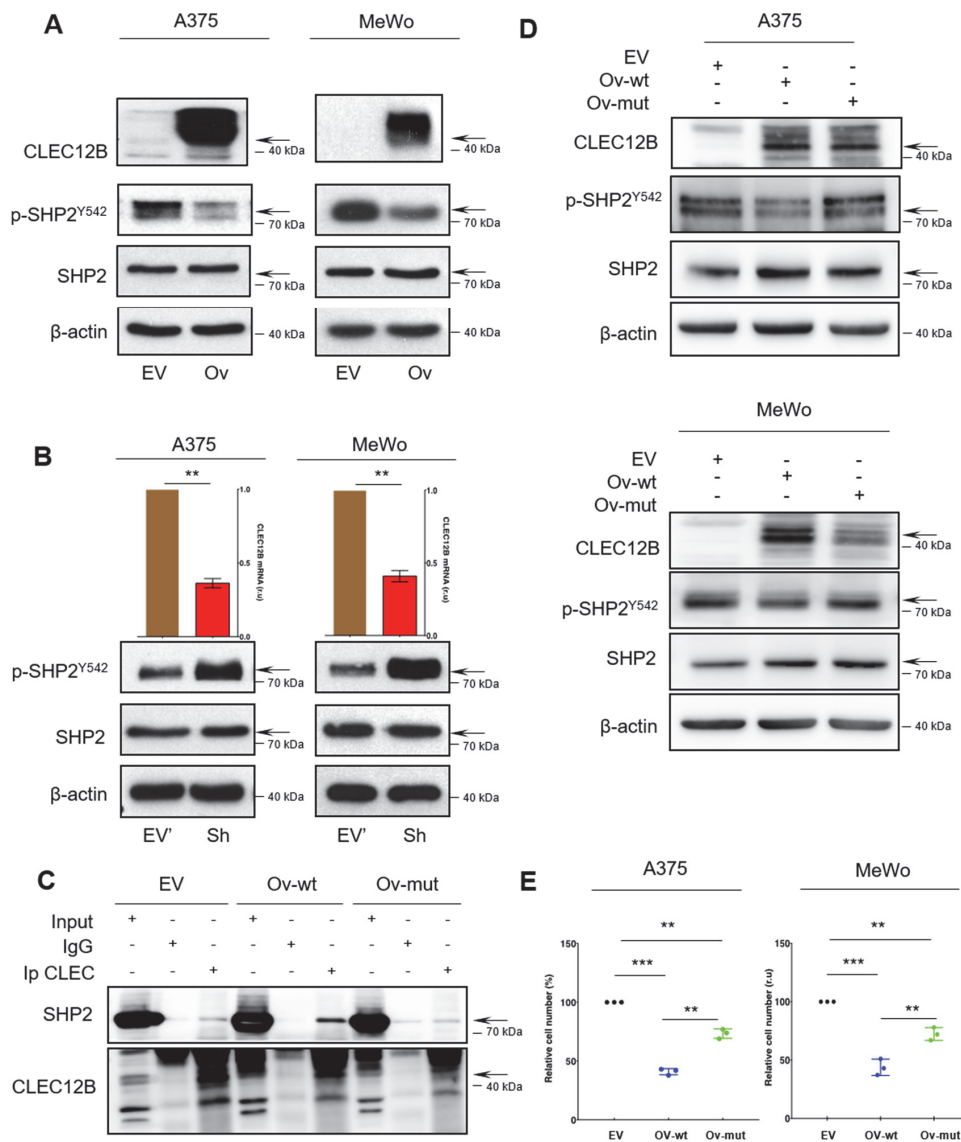 A
A375
MeWo
CLEC12B
40 kDa
40 kDa
p-SHP2Y542
70 kDa
70 kDa
SHP2
70 kDa
70 kDa
β-actin
40 kDa
40 kDa
EV
Ov
EV
Ov
B
A375
MeWo
**
**
1.0
0.5
0.0
CLEC12B mRNA (r.u)
1.0
0.5
0.0
CLEC12B mRNA (r.u)
p-SHP2Y542
70 kDa
70 kDa
SHP2
70 kDa
70 kDa
β-actin
40 kDa
40 kDa
EV'
Sh
EV'
Sh
C
EV
Ov-wt
Ov-mut
Input + - - + - - + - -
IgG - + - - + - - + -
Ip CLEC - - + - - + - - +
SHP2
70 kDa
CLEC12B
40 kDa
D
A375
EV + - -
Ov-wt - + -
Ov-mut - - +
CLEC12B
40 kDa
p-SHP2Y542
70 kDa
SHP2
70 kDa
β-actin
40 kDa
MeWo
EV + - -
Ov-wt - + -
Ov-mut - - +
CLEC12B
40 kDa
p-SHP2Y542
70 kDa
SHP2
70 kDa
β-actin
40 kDa
E
A375
MeWo
Relative cell number (%)
150
100
50
0
**
***
**
EV
OV-wt
Ov-mut
Relative cell number (r.u)
150
100
50
0
**
***
**
EV
OV-wt
Ov-mut